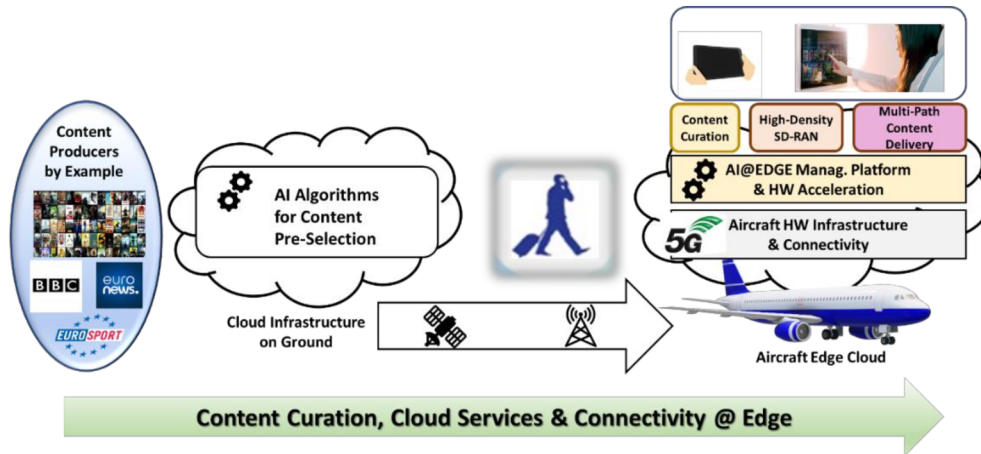 Content
Producers
by Example
BBC
euro
news.
EUROSPORT
AI Algorithms
for Content
Pre-Selection
Cloud Infrastructure
on Ground
Content
Curation
High-Density
SD-RAN
Multi-Path
Content
Delivery
AI@EDGE Manag. Platform
& HW Acceleration
5G
Aircraft HW Infrastructure
& Connectivity
Aircraft Edge Cloud
Content Curation, Cloud Services & Connectivity @ Edge